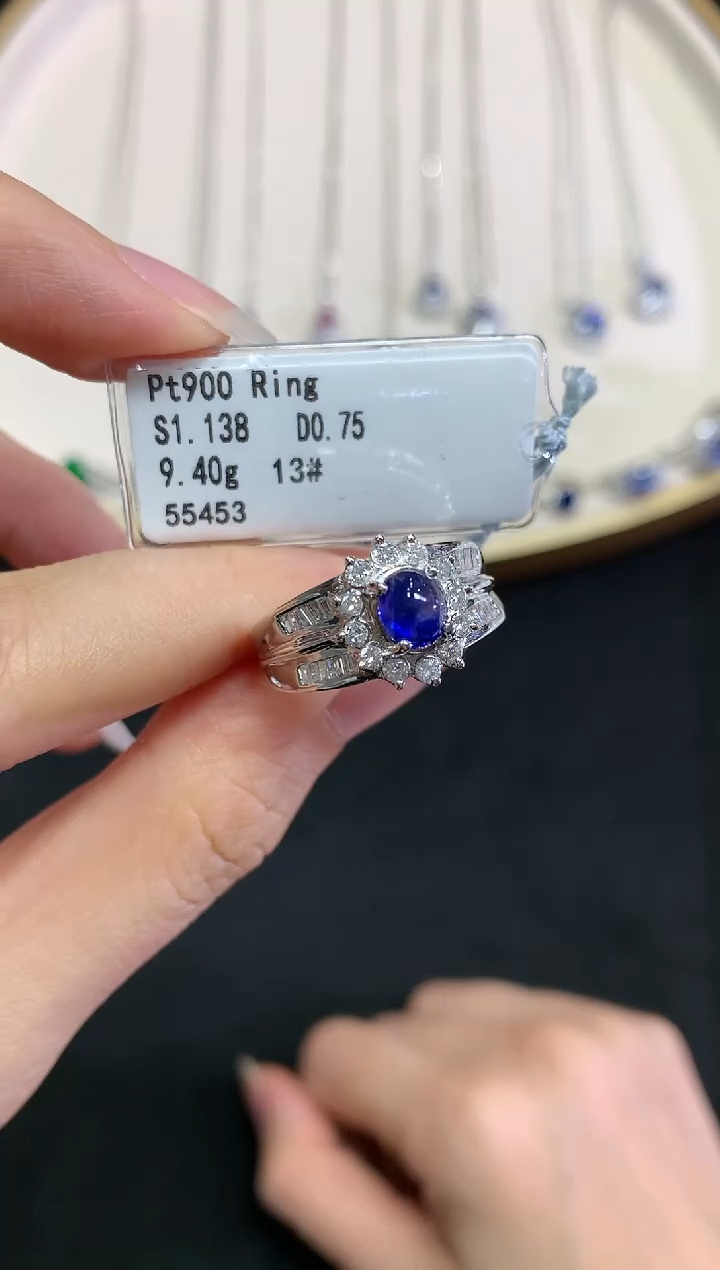 Pt900 Ring
S1.138 D0.75
9.40g 13#
55453